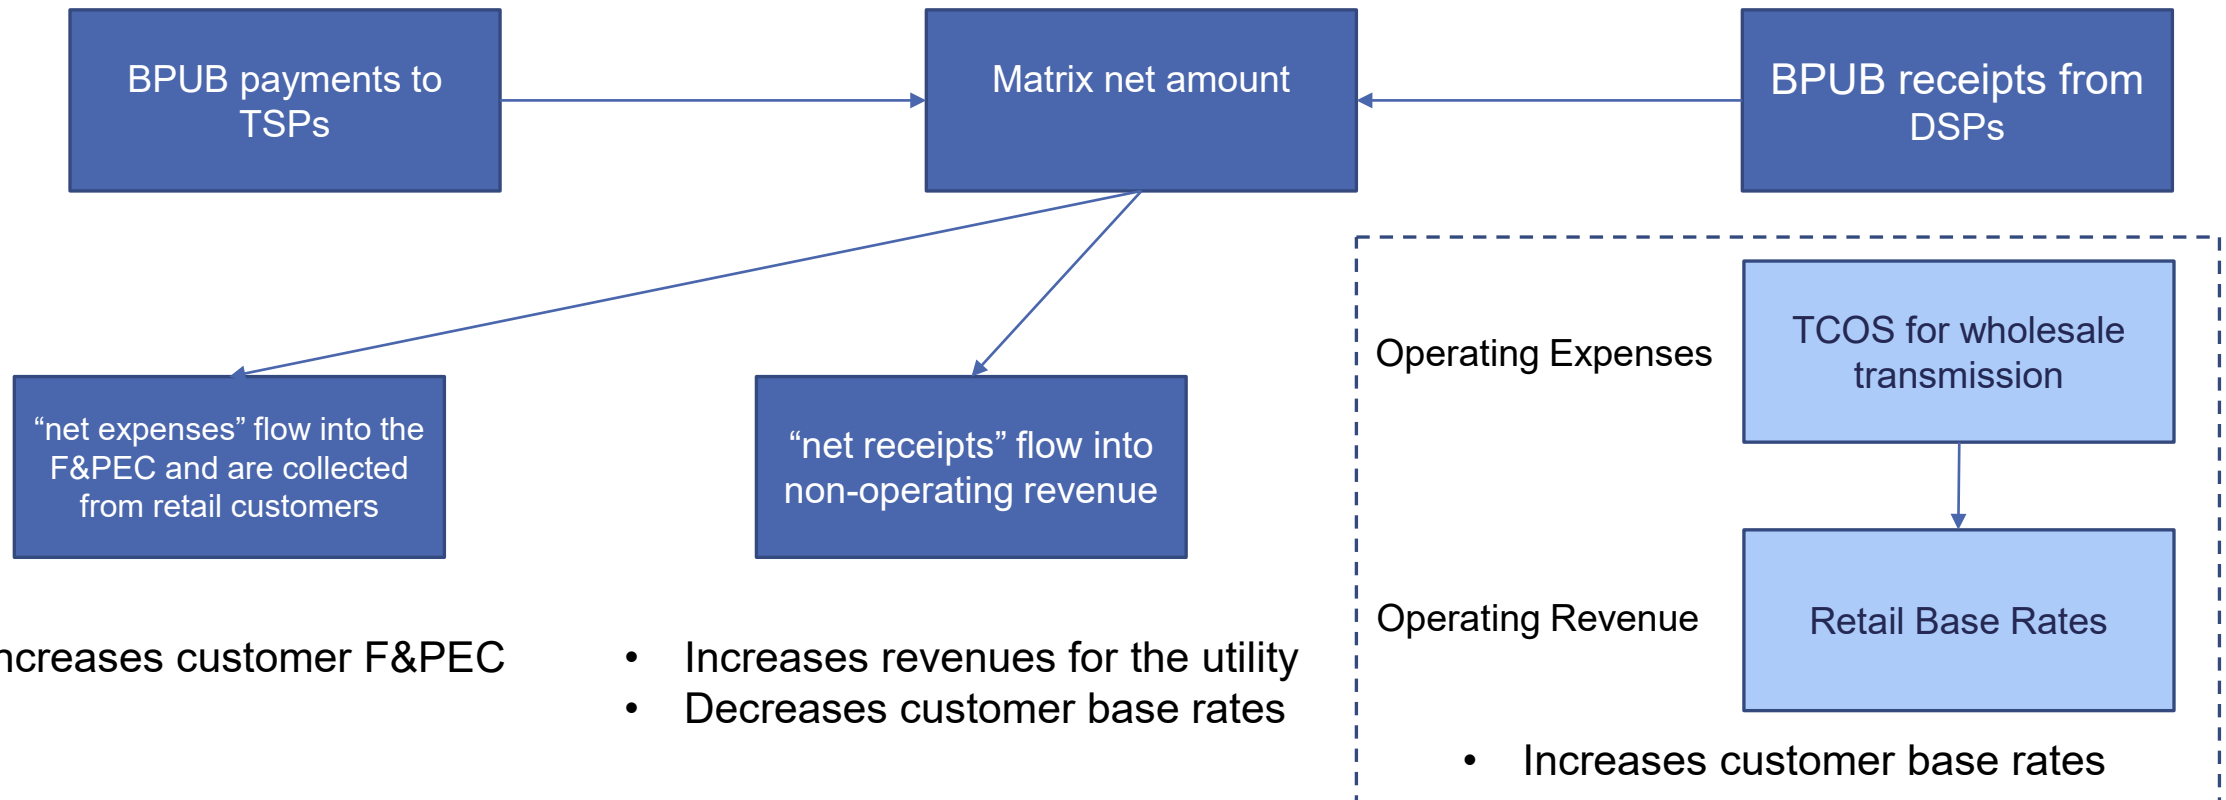 BPUB payments to
TSPs
Matrix net amount
BPUB receipts from
DSPs
“net expenses” flow into the
F&PEC and are collected
from retail customers
“net receipts” flow into
non-operating revenue
Operating Expenses
TCOS for wholesale
transmission
Operating Revenue
Retail Base Rates
ncreases customer F&PEC
• Increases revenues for the utility
• Decreases customer base rates
• Increases customer base rates